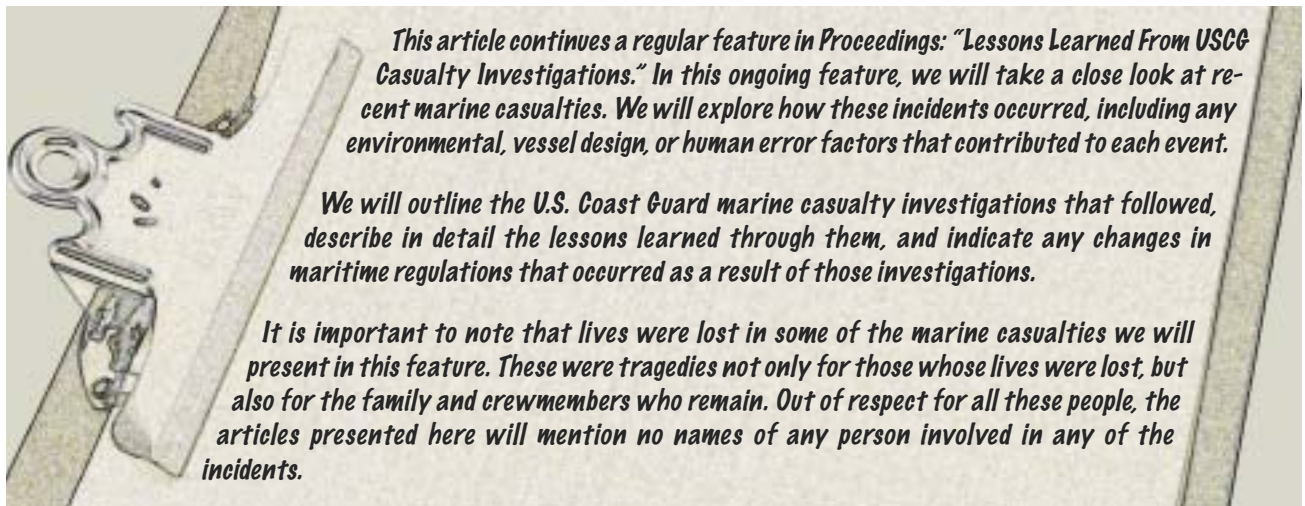 This article continues a regular feature in Proceedings: "Lessons Learned From USCG
Casualty Investigations." In this ongoing feature, we will take a close look at re-
cent marine casualties. We will explore how these incidents occurred, including any
environmental, vessel design, or human error factors that contributed to each event.
We will outline the U.S. Coast Guard marine casualty investigations that followed,
describe in detail the lessons learned through them, and indicate any changes in
maritime regulations that occurred as a result of those investigations.
It is important to note that lives were lost in some of the marine casualties we will
present in this feature. These were tragedies not only for those whose lives were lost, but
also for the family and crewmembers who remain. Out of respect for all these people, the
articles presented here will mention no names of any person involved in any of the
incidents.